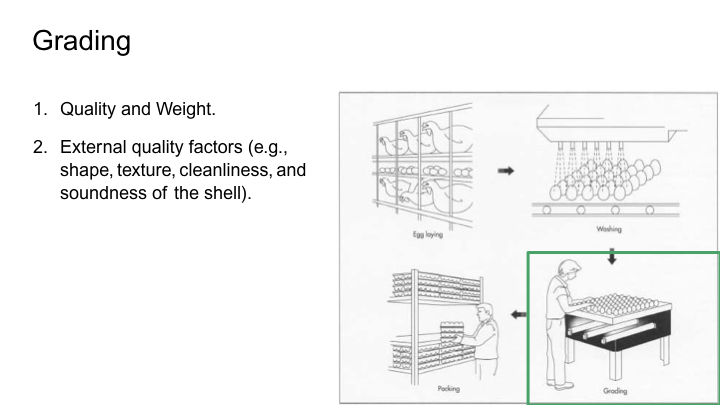 Grading
1. Quality and Weight.
2. External quality factors (e.g.,
shape, texture, cleanliness, and
soundness of the shell).
Egg laying
Washing
Packing
Grading